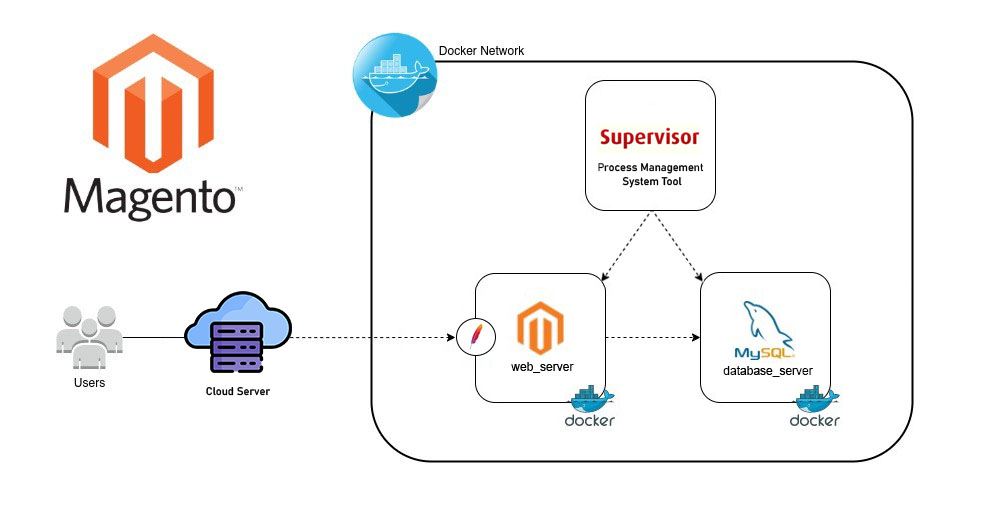 Docker Network
Magento™
Supervisor
Process Management
System Tool
Users
Cloud Server
web_server
docker
MySQL®
database_server
docker